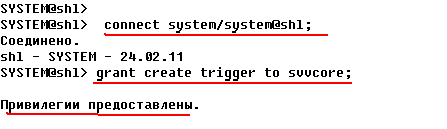 SYSTEM@shl>
SYSTEM@shl>  connect system/system@shl;
Соединено.
shl - SYSTEM - 24.02.11
SYSTEM@shl> grant create trigger to svvcore;
Привилегии предоставлены.